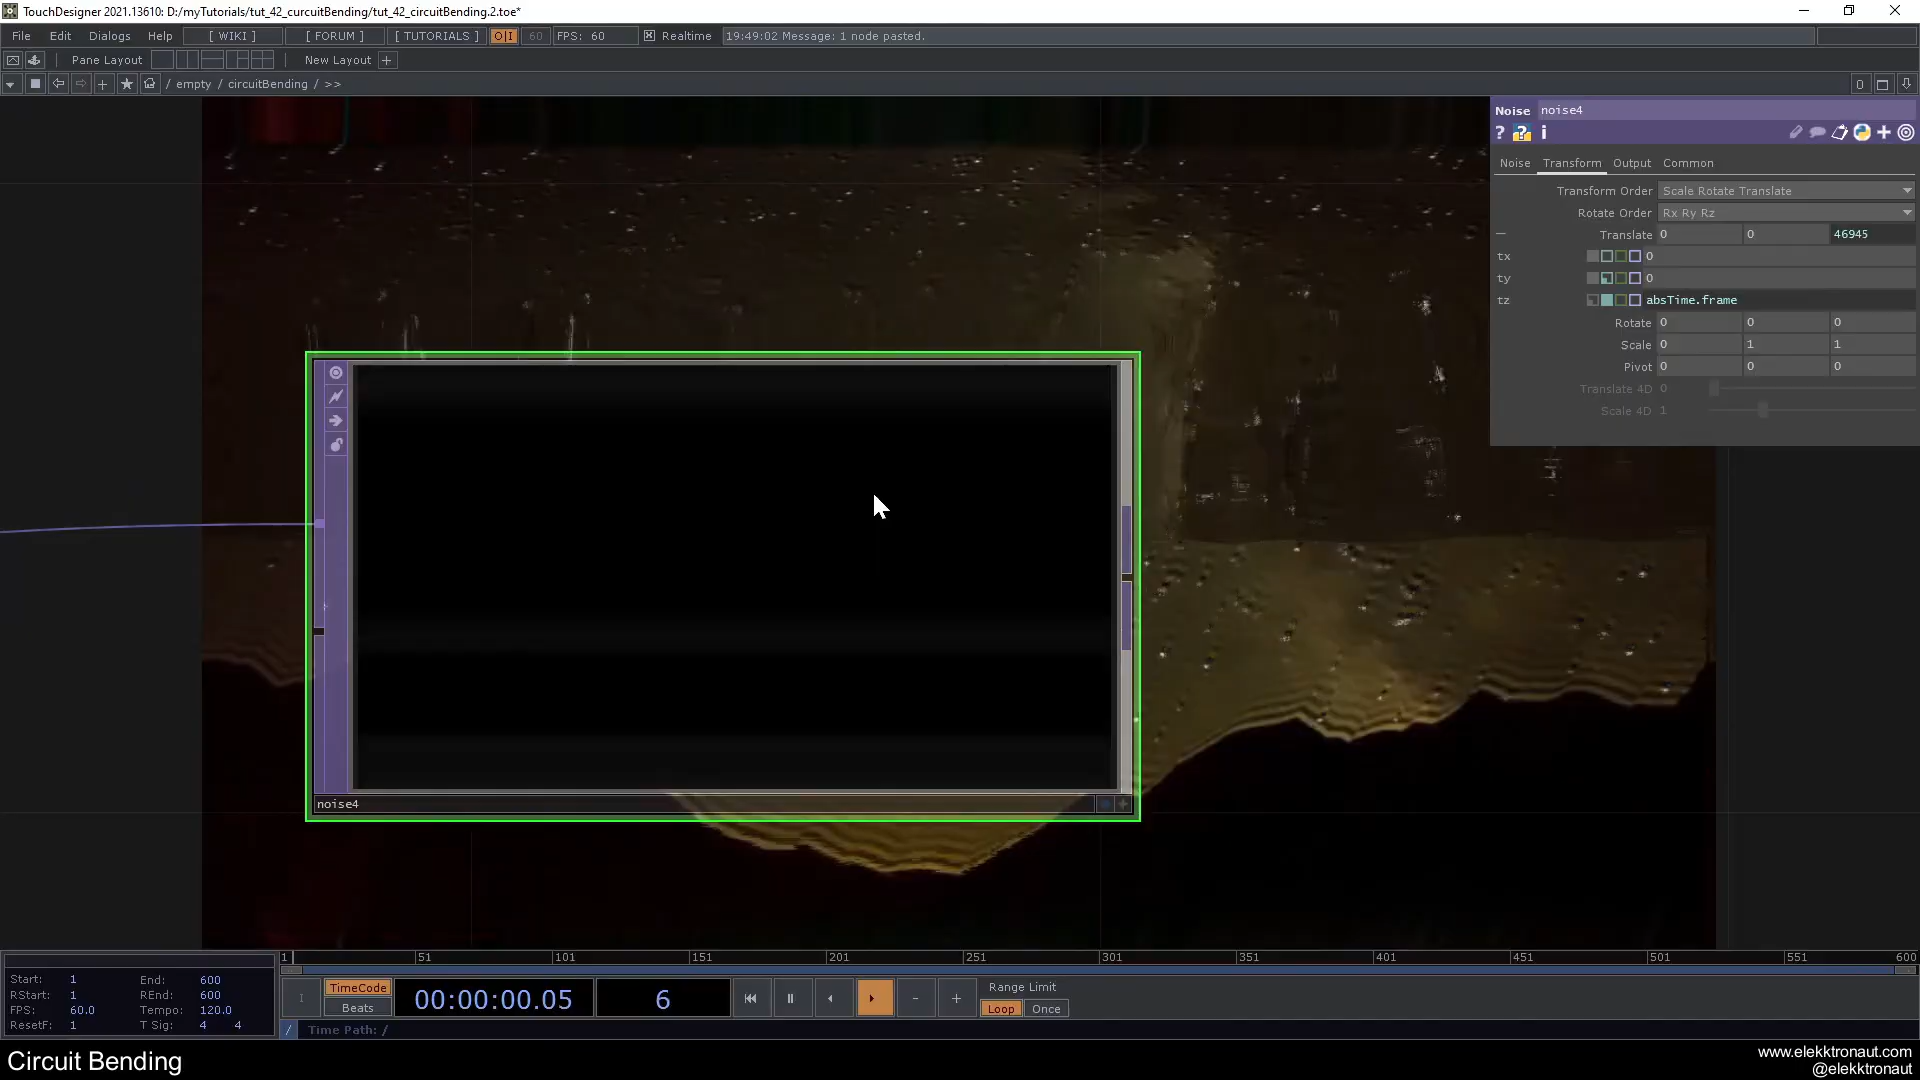 TouchDesigner 2021.13610: D:/myTutorials/tut_42_curcuitBending/tut_42_circuitBending.2.toe*
File Edit Dialogs Help [ WIKI ] [ FORUM ] [ TUTORIALS ] O|I 60 FPS: 60 Realtime 19:49:02 Message: 1 node pasted.
Pane Layout New Layout +
/ empty / circuitBending / >> 0
Noise noise4
? ? i
Noise Transform Output Common
Transform Order Scale Rotate Translate
Rotate Order Rx Ry Rz
Translate 0 0 46945
tx 0
ty 0
tz absTime.frame
Rotate 0 0 0
Scale 0 1 1
Pivot 0 0 0
Translate 4D 0
Scale 4D 1
noise4
1 51 101 151 201 251 301 351 401 451 501 551 600
Start: 1 End: 600
RStart: 1 REnd: 600
FPS: 60.0 Tempo: 120.0
ResetF: 1 T Sig: 4 4
I TimeCode
Beats
00:00:00.05 6
- +
Range Limit
Loop Once
/ Time Path: /
Circuit Bending
www.elekktronaut.com
@elekktronaut